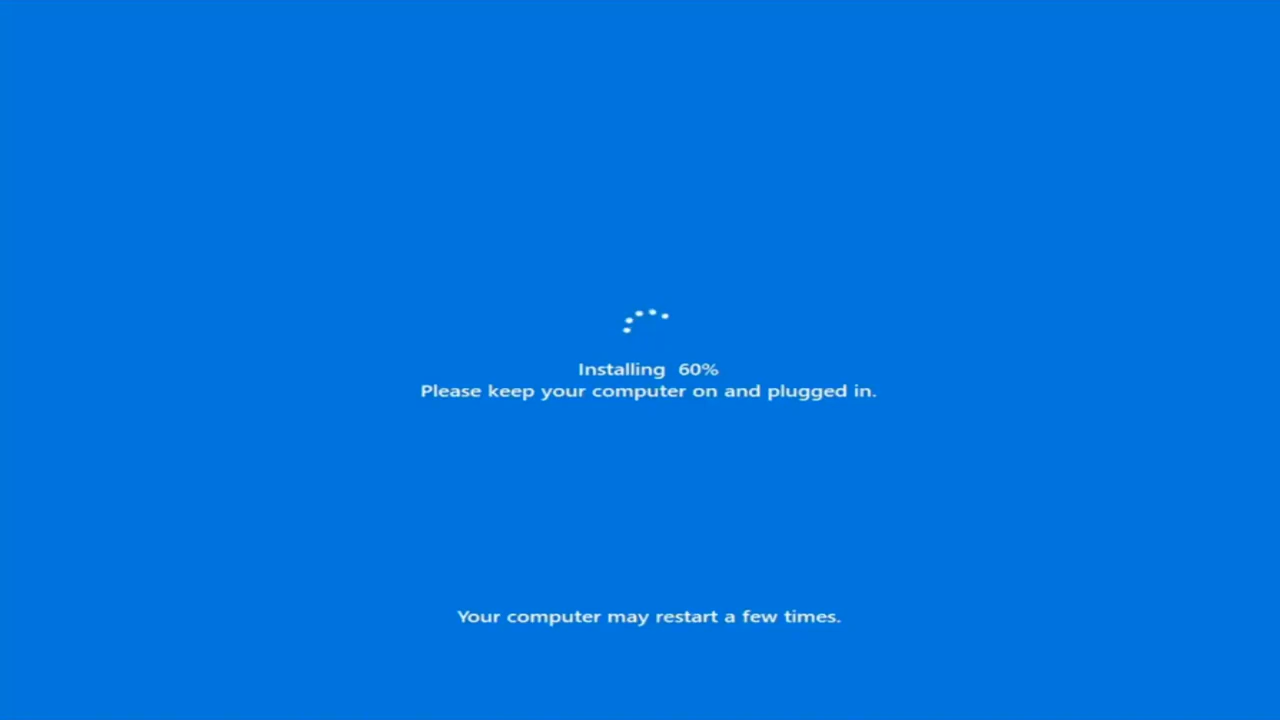 Installing  60%
Please keep your computer on and plugged in.
Your computer may restart a few times.